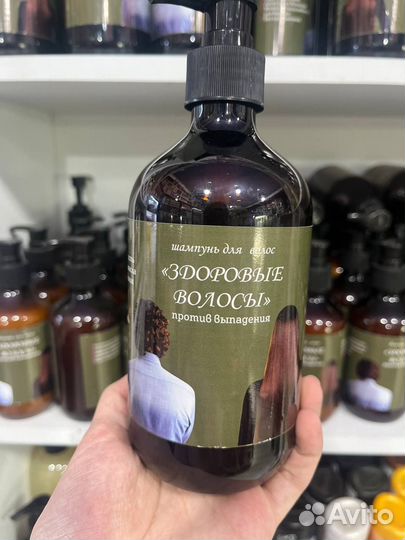 шампунь для волос
«ЗДОРОВЫЕ
ВОЛОСЫ»
против выпадения
Avito